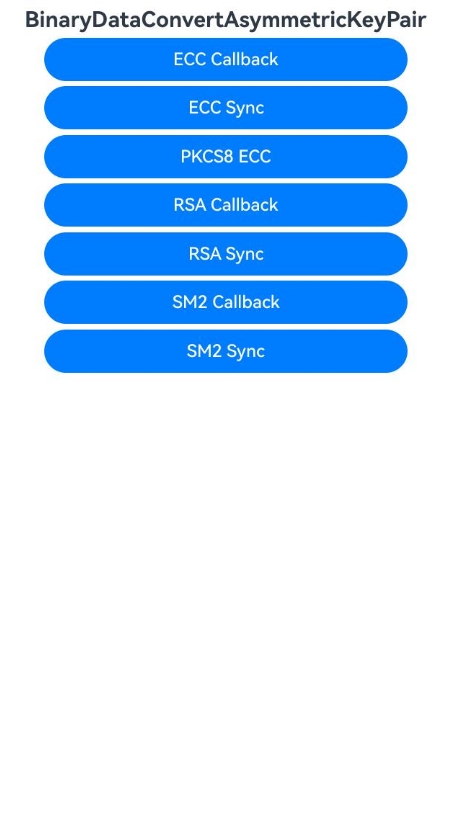 BinaryDataConvertAsymmetricKeyPair
ECC Callback
ECC Sync
PKCS8 ECC
RSA Callback
RSA Sync
SM2 Callback
SM2 Sync